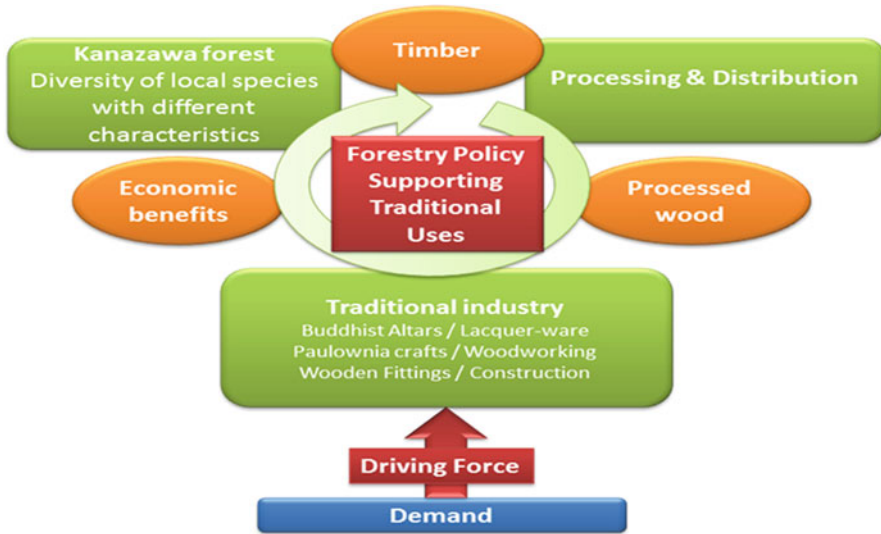 Kanazawa forest
Diversity of local species
with different
characteristics
Timber
Processing & Distribution
Forestry Policy
Supporting
Traditional
Uses
Economic
benefits
Processed
wood
Traditional industry
Buddhist Altars / Lacquer-ware
Paulownia crafts / Woodworking
Wooden Fittings / Construction
Driving Force
Demand